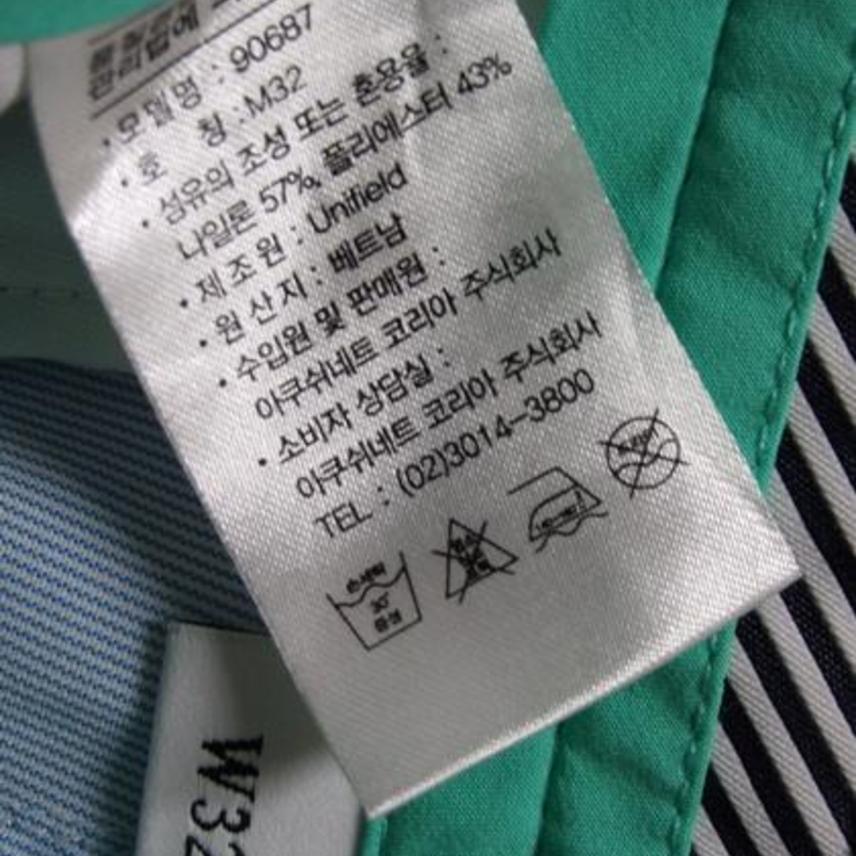 관리법에
· 모델명 : 90687
· 호 칭 : M32
· 섬유의 조성 또는 혼용율 :
나일론 57%, 폴리에스터 43%
· 제조원 : Unifield
· 원산지 : 베트남
· 수입원 및 판매원 :
아쿠쉬네트 코리아 주식회사
· 소비자 상담실 :
아쿠쉬네트 코리아 주식회사
TEL : (02)3014-3800
손세탁
30°
중성
W32